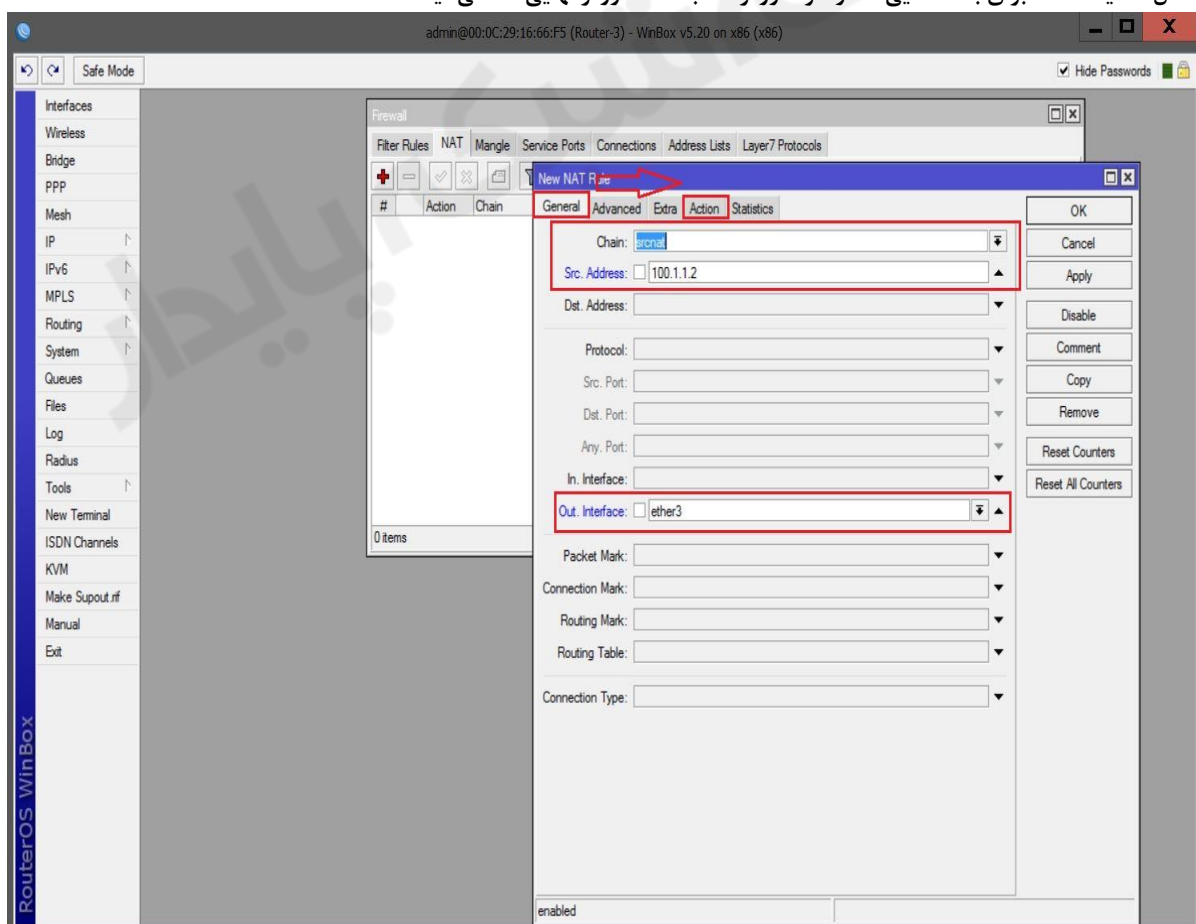 admin@00:0C:29:16:66:F5 (Router-3) - WinBox v5.20 on x86 (x86)
Safe Mode
Hide Passwords
Interfaces
Wireless
Bridge
PPP
Mesh
IP
IPv6
MPLS
Routing
System
Queues
Files
Log
Radius
Tools
New Terminal
ISDN Channels
KVM
Make Supout.rif
Manual
Exit
RouterOS WinBox
Firewall
Filter Rules NAT Mangle Service Ports Connections Address Lists Layer7 Protocols
# Action Chain
0 items
New NAT Rule
General Advanced Extra Action Statistics
Chain: srcnat
Src. Address: 100.1.1.2
Dst. Address:
Protocol:
Src. Port:
Dst. Port:
Any. Port:
In. Interface:
Out. Interface: ether3
Packet Mark:
Connection Mark:
Routing Mark:
Routing Table:
Connection Type:
enabled
OK
Cancel
Apply
Disable
Comment
Copy
Remove
Reset Counters
Reset All Counters